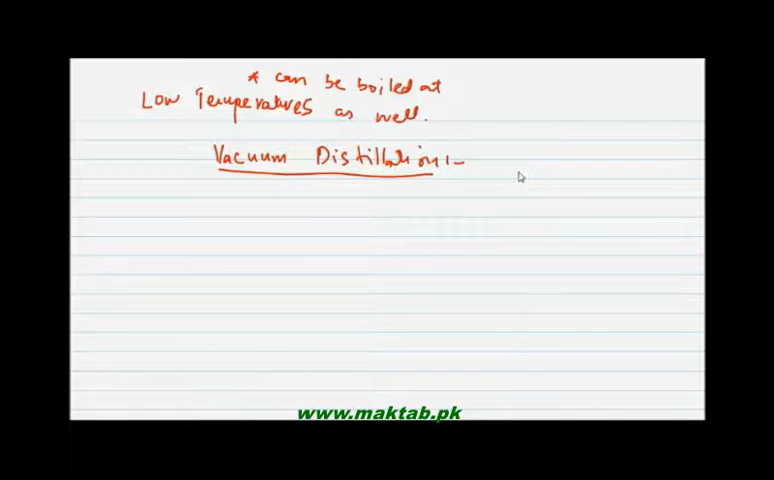 * can be boiled at
Low Temperatures as well.
Vacuum Distillation:-
www.maktab.pk